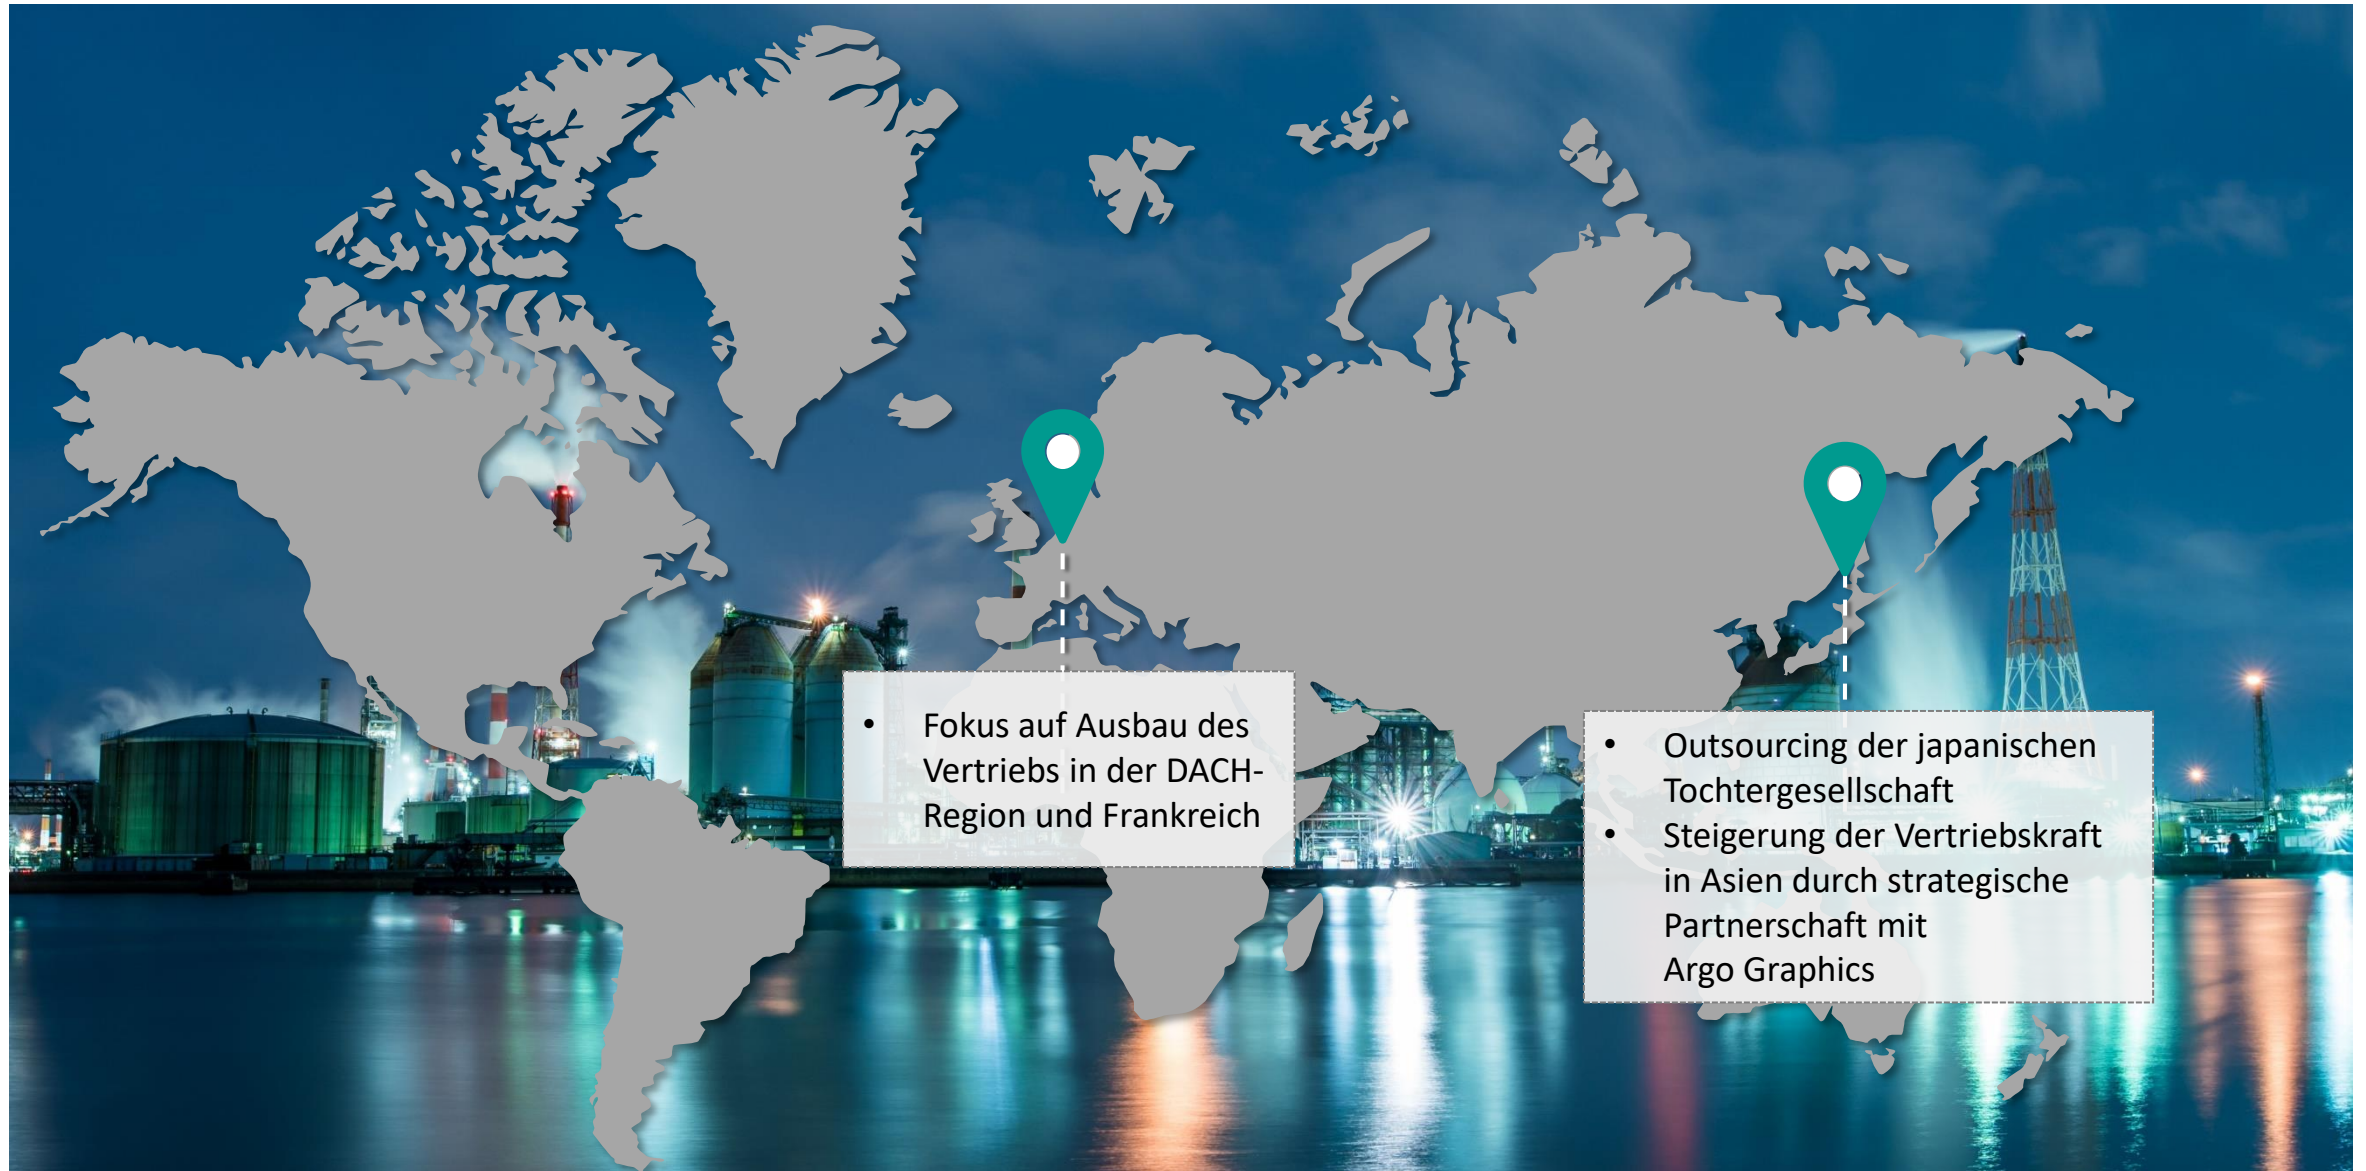 • Fokus auf Ausbau des
Vertriebs in der DACH-
Region und Frankreich
• Outsourcing der japanischen
Tochtergesellschaft
• Steigerung der Vertriebskraft
in Asien durch strategische
Partnerschaft mit
Argo Graphics